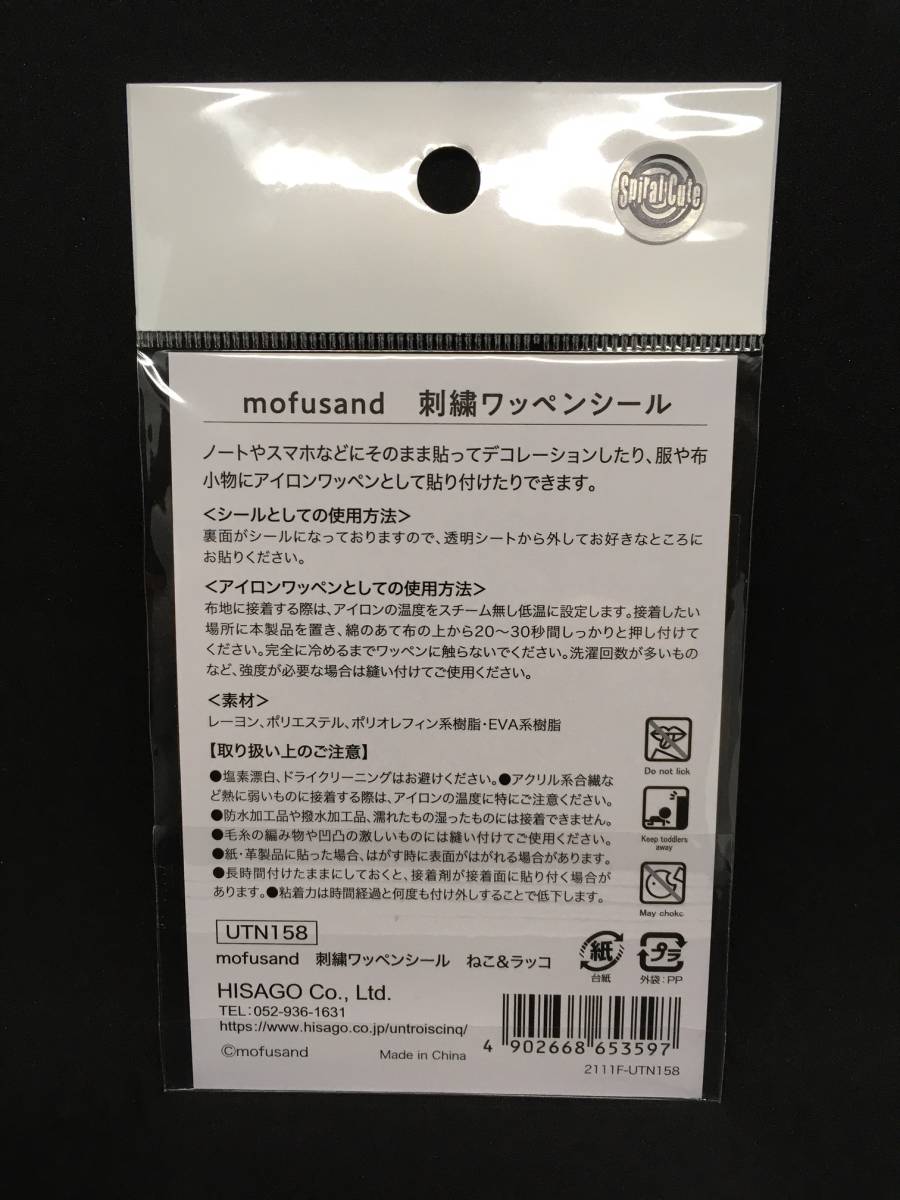 Spiral Cute
mofusand 刺繍ワッペンシール
ノートやスマホなどにそのまま貼ってデコレーションしたり、服や布
小物にアイロンワッペンとして貼り付けたりできます。
＜シールとしての使用方法＞
裏面がシールになっておりますので、透明シートから外してお好きなところに
お貼りください。
＜アイロンワッペンとしての使用方法＞
布地に接着する際は、アイロンの温度をスチーム無し低温に設定します。接着したい
場所に本製品を置き、綿のあて布の上から20～30秒間しっかりと押し付けて
ください。完全に冷めるまでワッペンに触らないでください。洗濯回数が多いもの
など、強度が必要な場合は縫い付けてご使用ください。
＜素材＞
レーヨン、ポリエステル、ポリオレフィン系樹脂・EVA系樹脂
【取り扱い上のご注意】
●塩素漂白、ドライクリーニングはお避けください。●アクリル系合繊な
ど熱に弱いものに接着する際は、アイロンの温度に特にご注意ください。
●防水加工品や撥水加工品、濡れたもの湿ったものには接着できません。
●毛糸の編み物や凹凸の激しいものには縫い付けてご使用ください。
●紙・革製品に貼った場合、はがす時に表面がはがれる場合があります。
●長時間付けたままにしておくと、接着剤が接着面に貼り付く場合が
あります。●粘着力は時間経過と何度も付け外しすることで低下します。
Do not lick
Keep toddlers
away
May choke
UTN158
mofusand 刺繍ワッペンシール ねこ&ラッコ
HISAGO Co., Ltd.
TEL：052-936-1631
https://www.hisago.co.jp/untroiscinq/
©mofusand
Made in China
紙
台紙
プラ
外袋：PP
4 902668 653597
2111F-UTN158